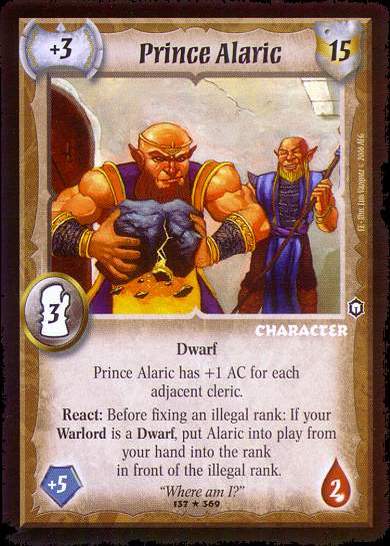 +3
Prince Alaric
15
3
CHARACTER
Dwarf
Prince Alaric has +1 AC for each
adjacent cleric.
React: Before fixing an illegal rank: If your
Warlord is a Dwarf, put Alaric into play from
your hand into the rank
in front of the illegal rank.
+5
"Where am I?"
2
137 ★ 369